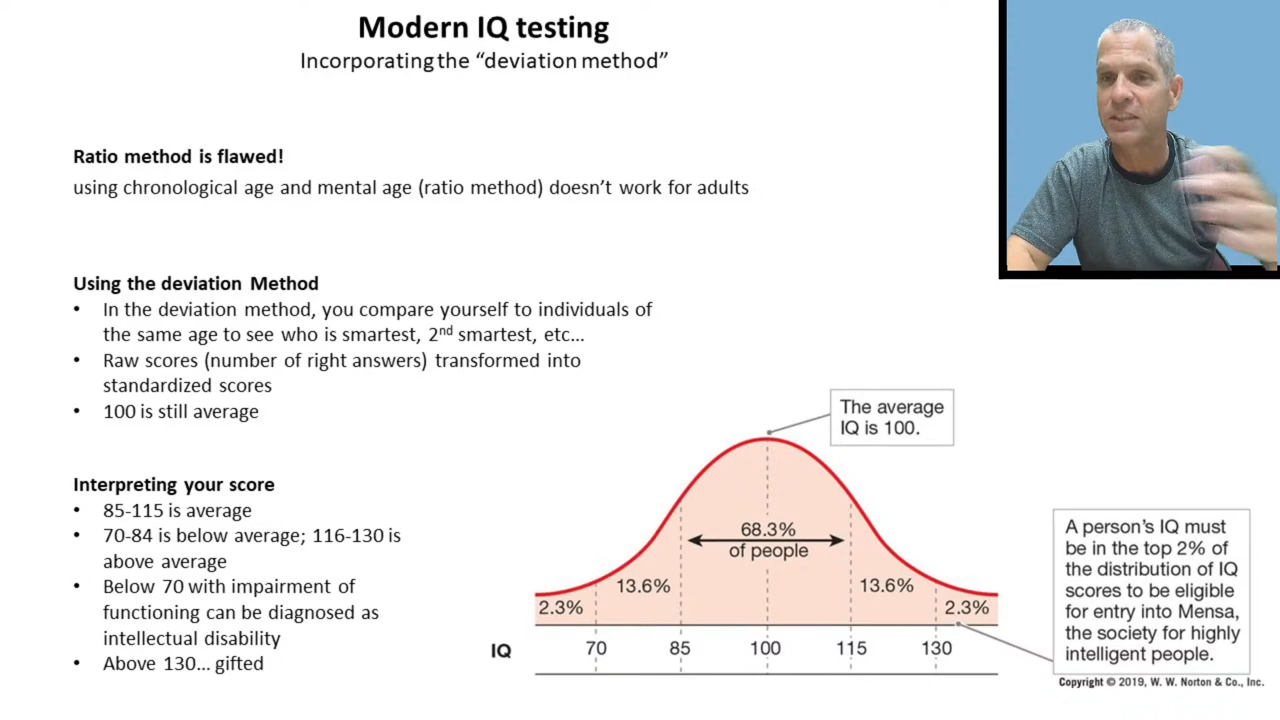 Modern IQ testing
Incorporating the “deviation method”
Ratio method is flawed!
using chronological age and mental age (ratio method) doesn’t work for adults
Using the deviation Method
• In the deviation method, you compare yourself to individuals of
the same age to see who is smartest, 2nd smartest, etc…
• Raw scores (number of right answers) transformed into
standardized scores
• 100 is still average
Interpreting your score
• 85-115 is average
• 70-84 is below average; 116-130 is
above average
• Below 70 with impairment of
functioning can be diagnosed as
intellectual disability
• Above 130… gifted
The average
IQ is 100.
68.3%
of people
13.6%
13.6%
2.3%
2.3%
IQ 70 85 100 115 130
A person’s IQ must
be in the top 2% of
the distribution of IQ
scores to be eligible
for entry into Mensa,
the society for highly
intelligent people.
Copyright © 2019, W. W. Norton & Co., Inc.